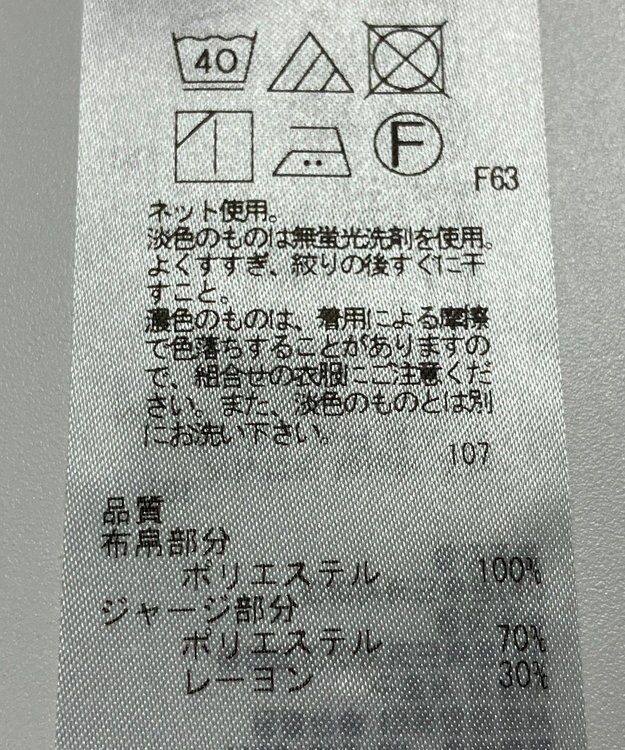 40
F
F63
ネット使用。
淡色のものは無蛍光洗剤を使用。
よくすすぎ、絞りの後すぐに干
すこと。
濃色のものは、着用による摩擦
で色落ちすることがありますの
で、組合せの衣服にご注意くだ
さい。また、淡色のものとは別
にお洗い下さい。
107
品質
布帛部分
ポリエステル 100%
ジャージ部分
ポリエステル 70%
レーヨン 30%